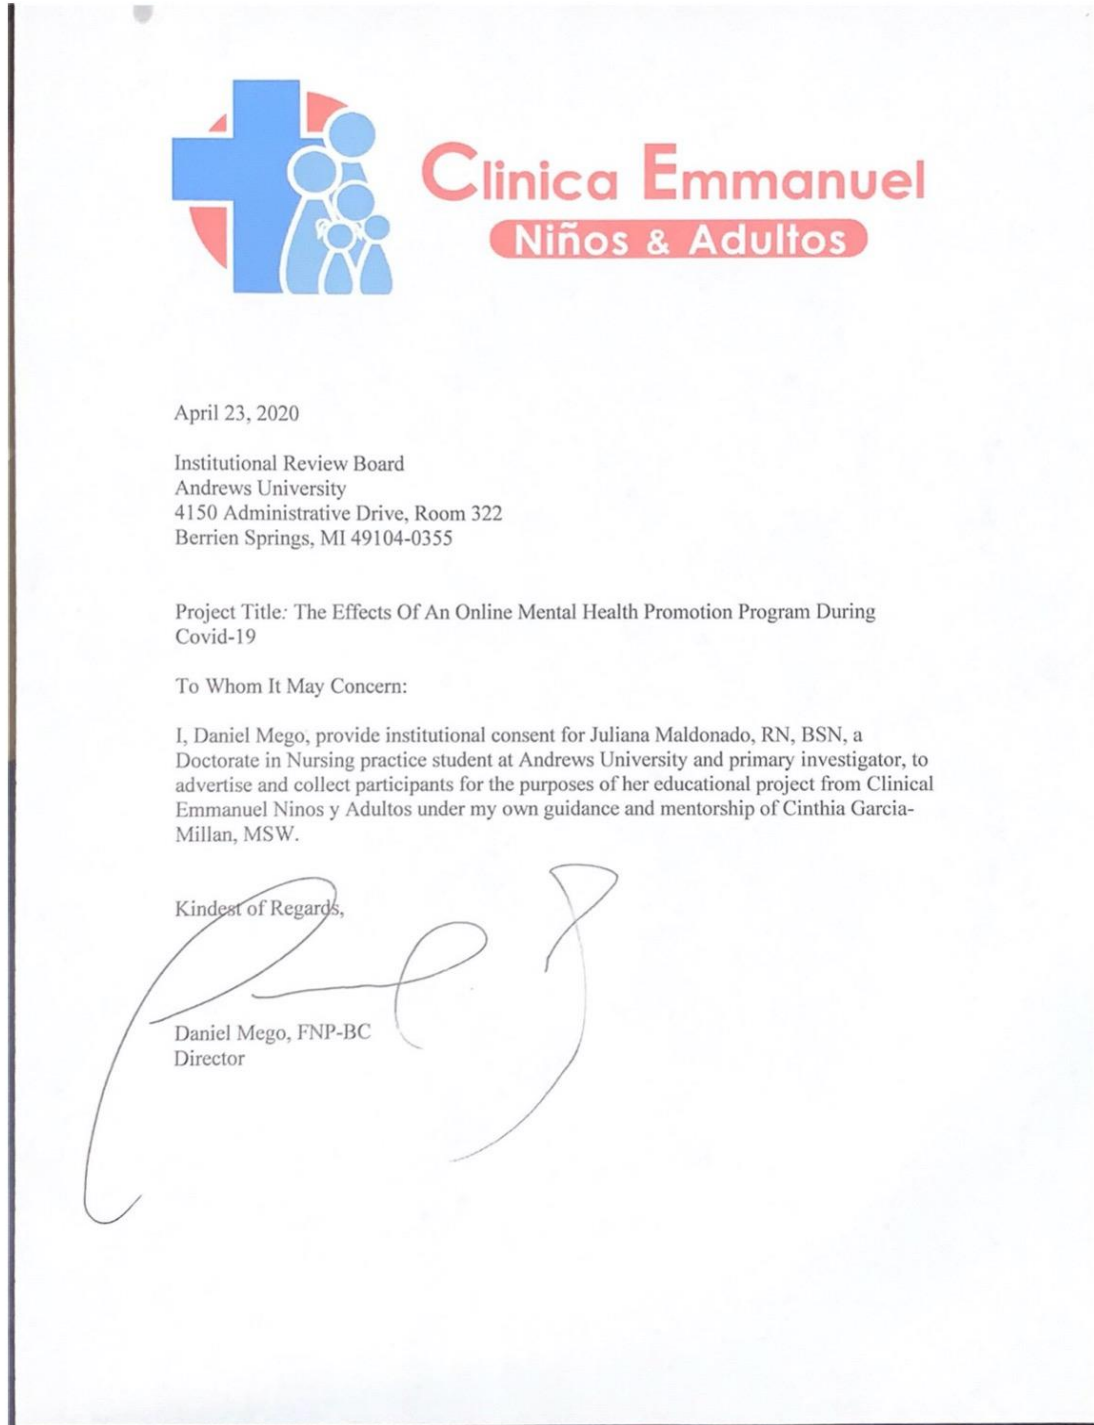 Clinica Emmanuel
Niños & Adultos
April 23, 2020
Institutional Review Board
Andrews University
4150 Administrative Drive, Room 322
Berrien Springs, MI 49104-0355
Project Title: The Effects Of An Online Mental Health Promotion Program During
Covid-19
To Whom It May Concern:
I, Daniel Mego, provide institutional consent for Juliana Maldonado, RN, BSN, a
Doctorate in Nursing practice student at Andrews University and primary investigator, to
advertise and collect participants for the purposes of her educational project from Clinical
Emmanuel Ninos y Adultos under my own guidance and mentorship of Cinthia Garcia-
Millan, MSW.
Kindest of Regards,
Daniel Mego, FNP-BC
Director